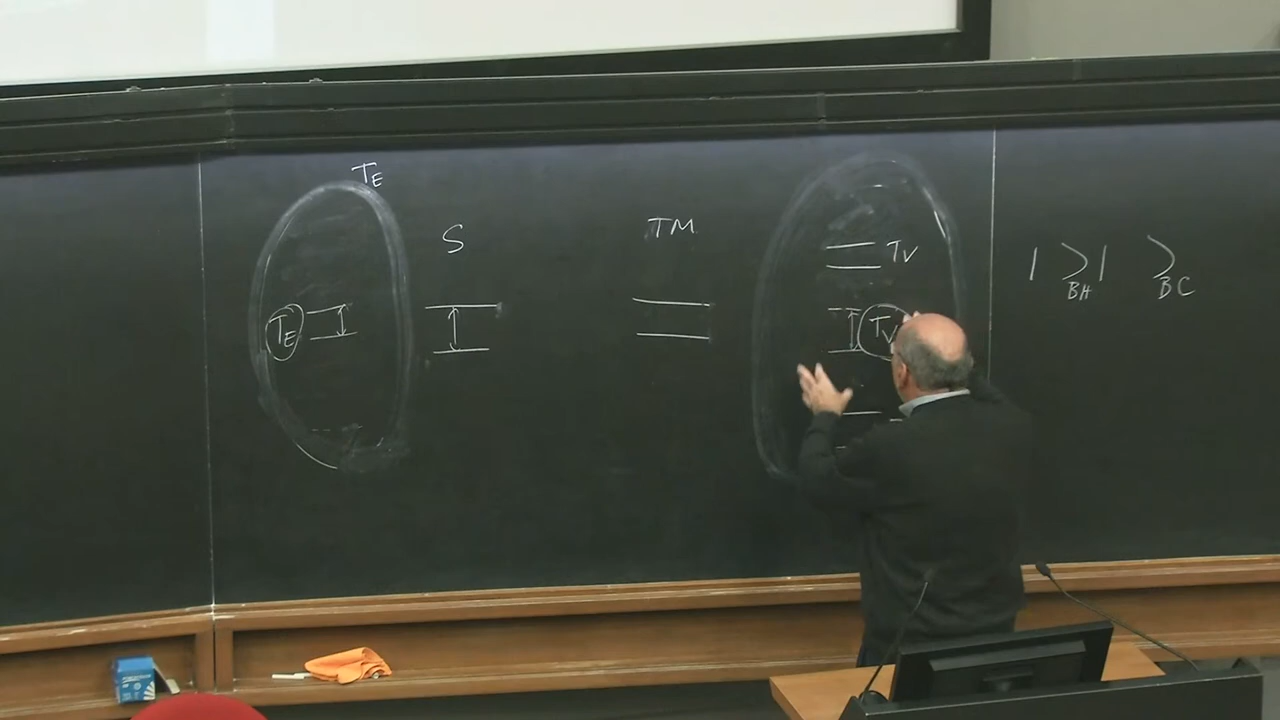 T_E
S
TM
T_V
| >_BH | >_BC
T_E
T_V